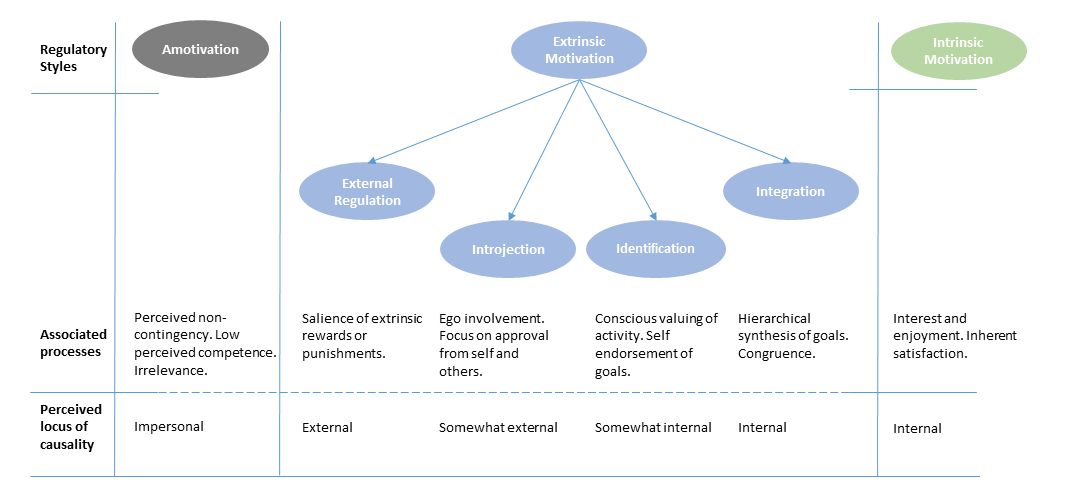 Regulatory
Styles
Amotivation
Extrinsic
Motivation
Intrinsic
Motivation
External
Regulation
Introjection
Identification
Integration
Associated
processes
Perceived non-
contingency. Low
perceived competence.
Irrelevance.
Salience of extrinsic
rewards or
punishments.
Ego involvement.
Focus on approval
from self and
others.
Conscious valuing of
activity. Self
endorsement of
goals.
Hierarchical
synthesis of goals.
Congruence.
Interest and
enjoyment. Inherent
satisfaction.
Perceived
locus of
causality
Impersonal
External
Somewhat external
Somewhat internal
Internal
Internal